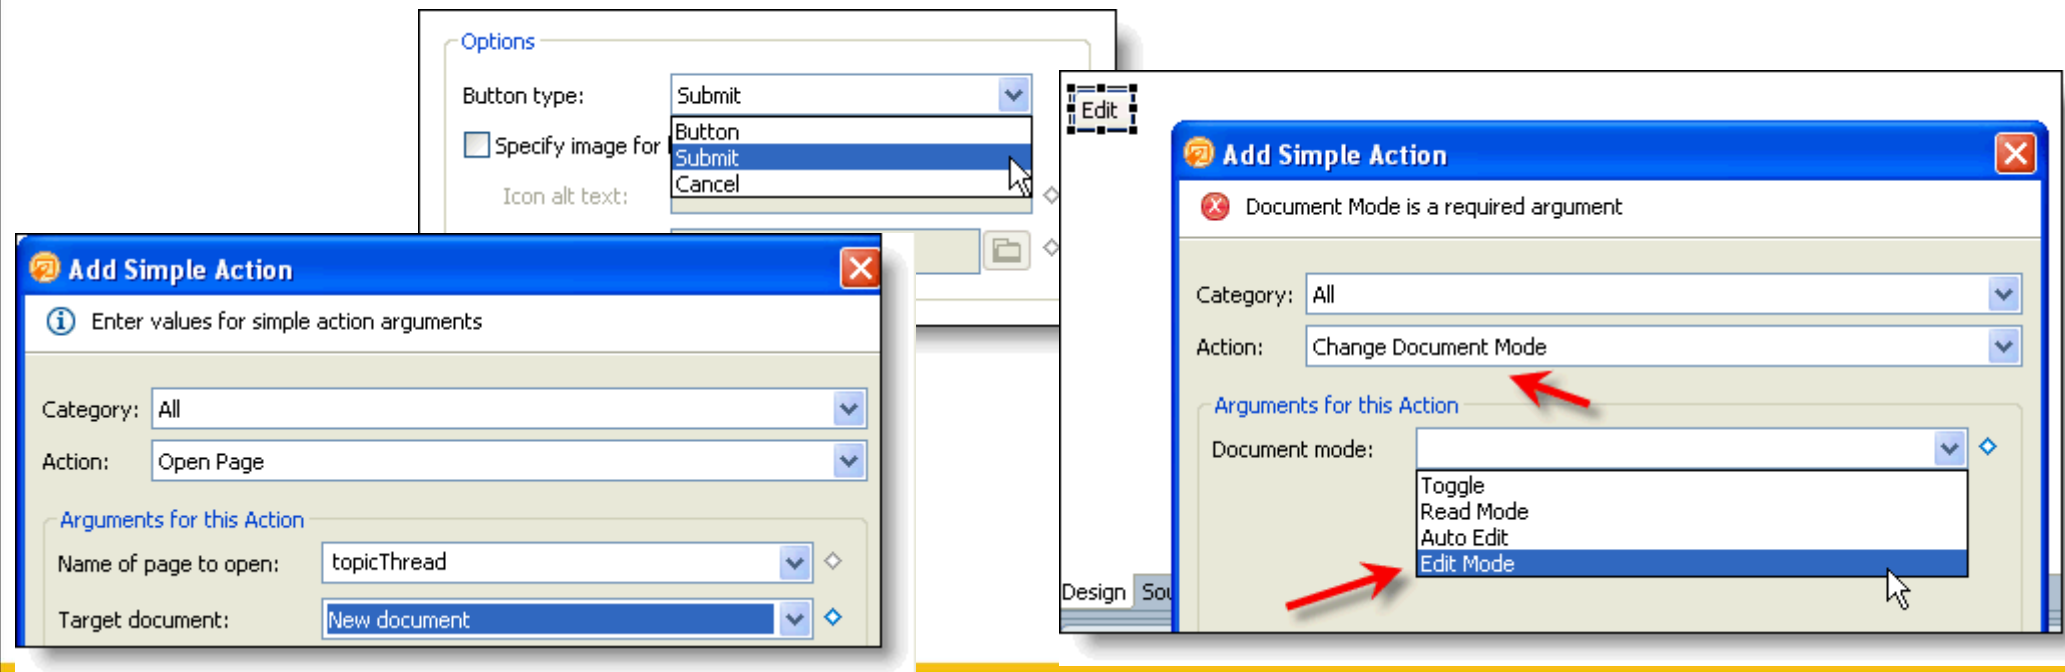 Options
Button type: Submit
Button
Submit
Cancel
Specify image for
Icon alt text:
Add Simple Action
Enter values for simple action arguments
Category: All
Action: Open Page
Arguments for this Action
Name of page to open: topicThread
Target document: New document
Edit
Add Simple Action
Document Mode is a required argument
Category: All
Action: Change Document Mode
Arguments for this Action
Document mode:
Toggle
Read Mode
Auto Edit
Edit Mode
Design